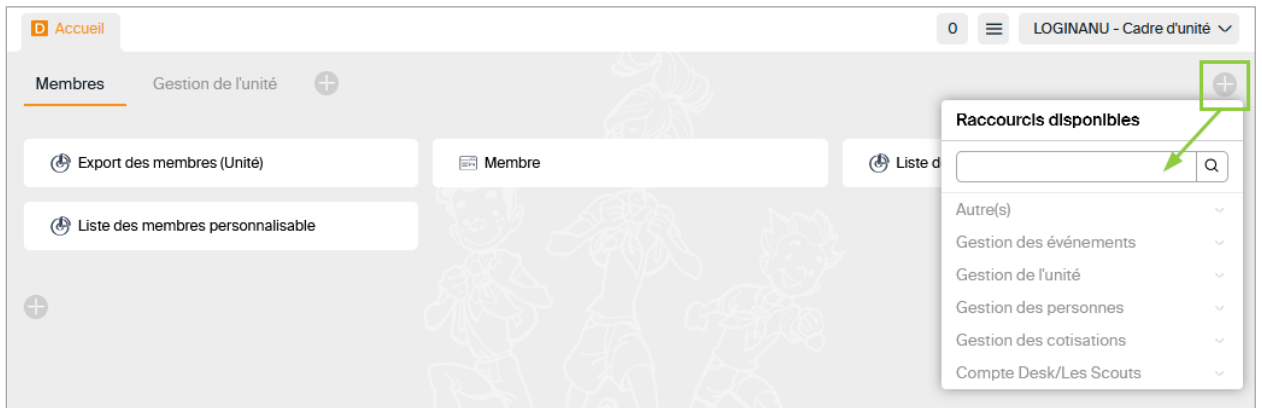 D Accueil
0
LOGINANU - Cadre d'unité
Membres
Gestion de l'unité
Raccourcis disponibles
Export des membres (Unité)
Membre
Liste d
Liste des membres personnalisable
Autre(s)
Gestion des événements
Gestion de l'unité
Gestion des personnes
Gestion des cotisations
Compte Desk/Les Scouts